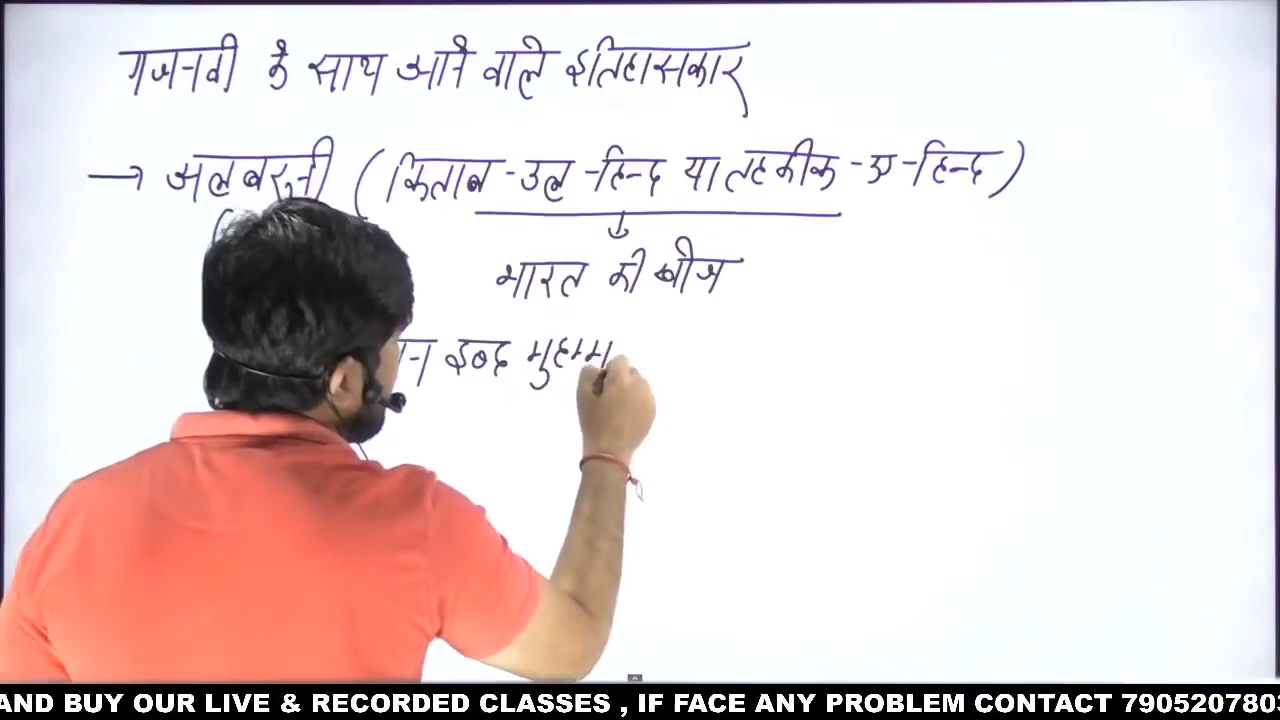 गजनवी के साथ आने वाले इतिहासकार
→ अलबरूनी (किताब-उल-हिन्द या तहकीक-उ-हिन्द)
भारत की खोज
इब्द मुहम्म
AND BUY OUR LIVE & RECORDED CLASSES , IF FACE ANY PROBLEM CONTACT 790520780